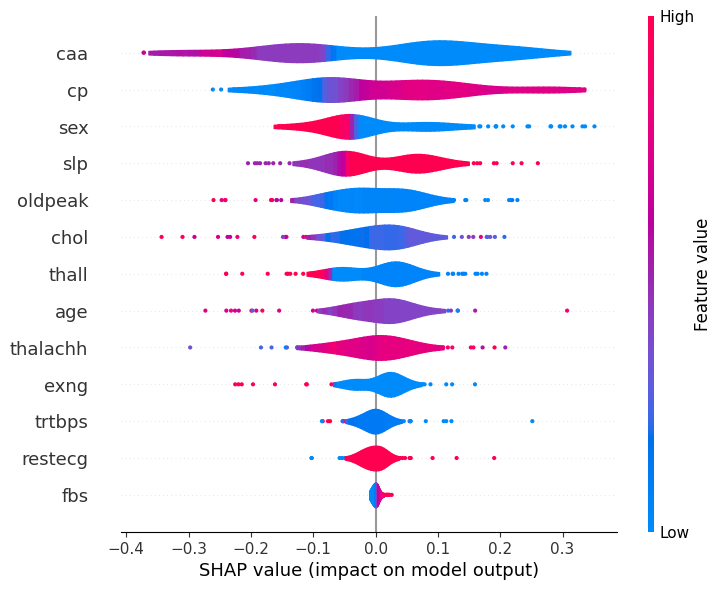 High
caa
cp
sex
slp
oldpeak
chol
thall
age
thalachh
exng
trtbps
restecg
fbs
Feature value
Low
−0.4 −0.3 −0.2 −0.1 0.0 0.1 0.2 0.3
SHAP value (impact on model output)